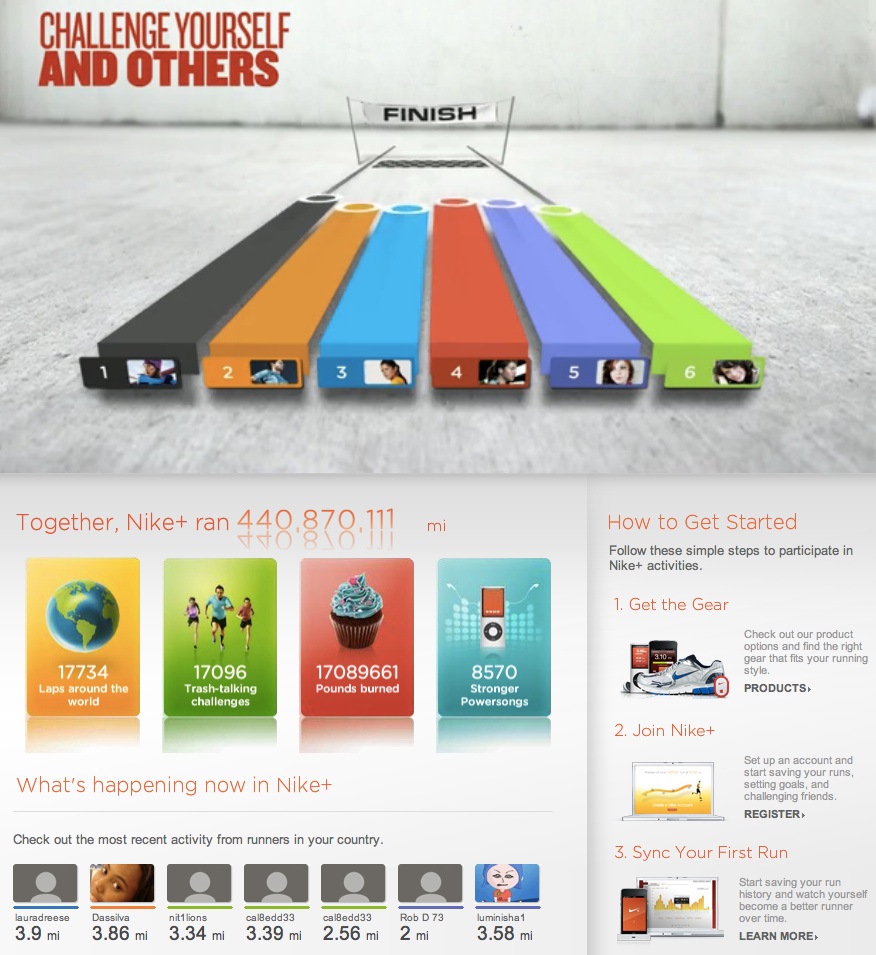 CHALLENGE YOURSELF
AND OTHERS
FINISH
1
2
3
4
5
6
Together, Nike+ ran 440,870,111 mi
17734
Laps around the
world
17096
Trash-talking
challenges
17089661
Pounds burned
8570
Stronger
Powersongs
What's happening now in Nike+
Check out the most recent activity from runners in your country.
lauradreese
3.9 mi
Dassilva
3.86 mi
nit1lions
3.34 mi
cal8edd33
3.39 mi
cal8edd33
2.56 mi
Rob D 73
2 mi
luminisha1
3.58 mi
How to Get Started
Follow these simple steps to participate in
Nike+ activities.
1. Get the Gear
3.10
Check out our product
options and find the right
gear that fits your running
style.
PRODUCTS
2. Join Nike+
Set up an account and
start saving your runs,
setting goals, and
challenging friends.
REGISTER
3. Sync Your First Run
Start saving your run
history and watch yourself
become a better runner
over time.
LEARN MORE